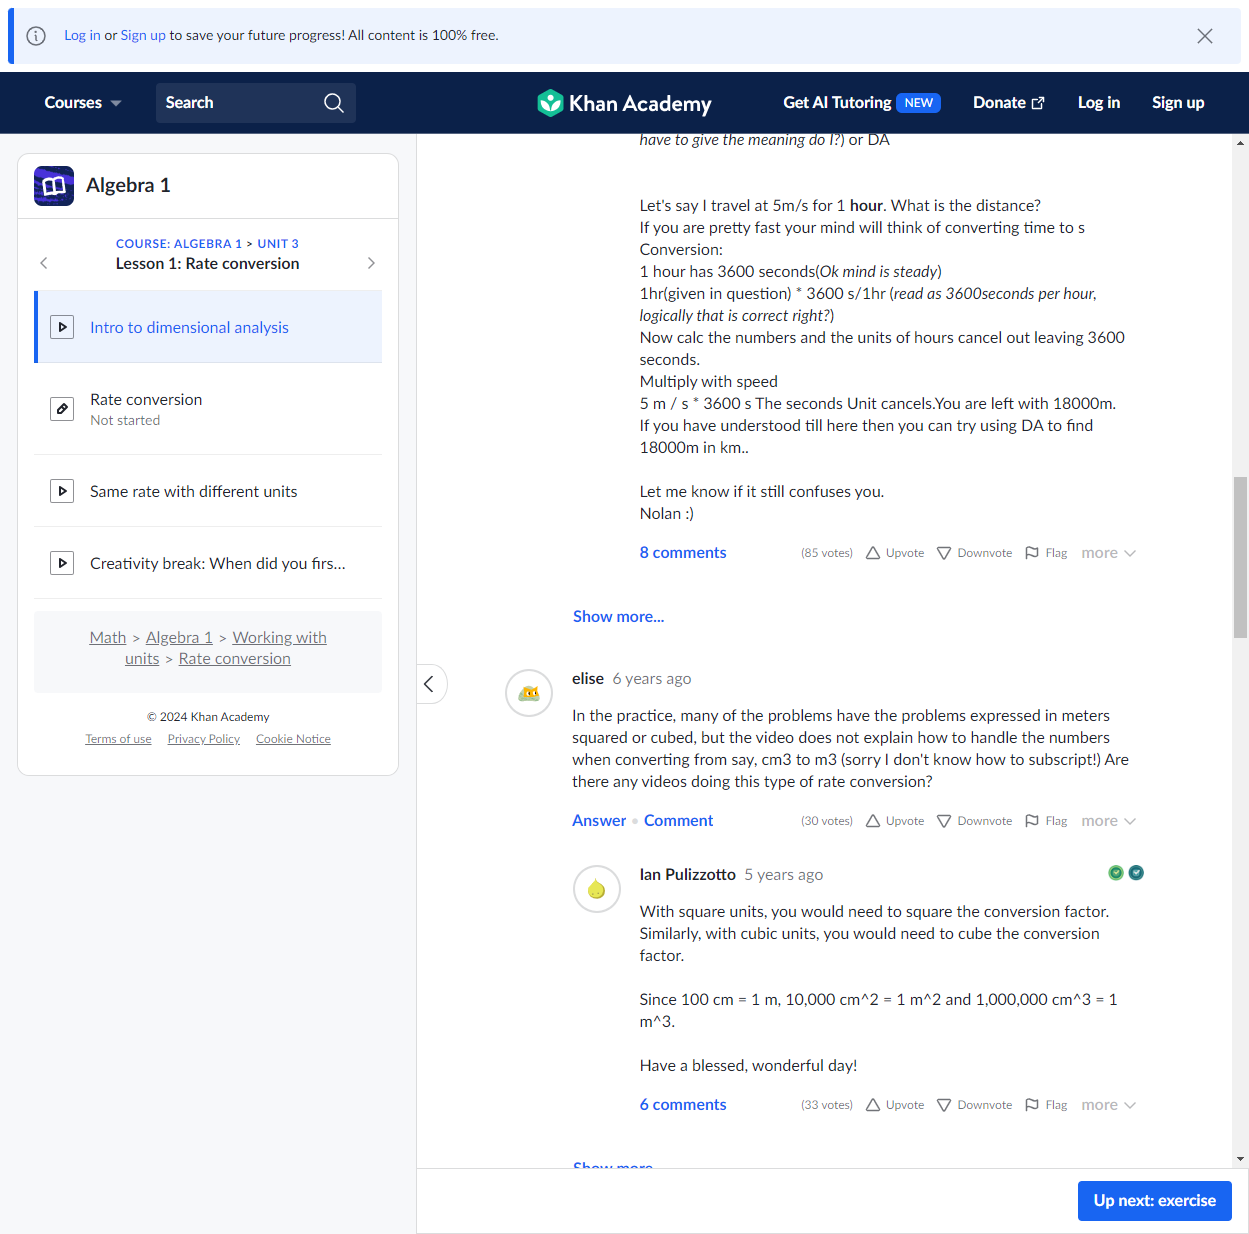 Log in or Sign up to save your future progress! All content is 100% free.
Courses
Search
Khan Academy
Get AI Tutoring NEW
Donate
Log in
Sign up
Algebra 1
COURSE: ALGEBRA 1 > UNIT 3
Lesson 1: Rate conversion
Intro to dimensional analysis
Rate conversion
Not started
Same rate with different units
Creativity break: When did you firs...
Math > Algebra 1 > Working with
units > Rate conversion
© 2024 Khan Academy
Terms of use Privacy Policy Cookie Notice
have to give the meaning do I?) or DA
Let's say I travel at 5m/s for 1 hour. What is the distance?
If you are pretty fast your mind will think of converting time to s
Conversion:
1 hour has 3600 seconds(Ok mind is steady)
1hr(given in question) * 3600 s/1hr (read as 3600seconds per hour,
logically that is correct right?)
Now calc the numbers and the units of hours cancel out leaving 3600
seconds.
Multiply with speed
5 m / s * 3600 s The seconds Unit cancels.You are left with 18000m.
If you have understood till here then you can try using DA to find
18000m in km..
Let me know if it still confuses you.
Nolan :)
8 comments (85 votes) Upvote Downvote Flag more
Show more...
elise 6 years ago
In the practice, many of the problems have the problems expressed in meters
squared or cubed, but the video does not explain how to handle the numbers
when converting from say, cm3 to m3 (sorry I don't know how to subscript!) Are
there any videos doing this type of rate conversion?
Answer • Comment (30 votes) Upvote Downvote Flag more
Ian Pulizzotto 5 years ago
With square units, you would need to square the conversion factor.
Similarly, with cubic units, you would need to cube the conversion
factor.
Since 100 cm = 1 m, 10,000 cm^2 = 1 m^2 and 1,000,000 cm^3 = 1
m^3.
Have a blessed, wonderful day!
6 comments (33 votes) Upvote Downvote Flag more
Show more...
Up next: exercise